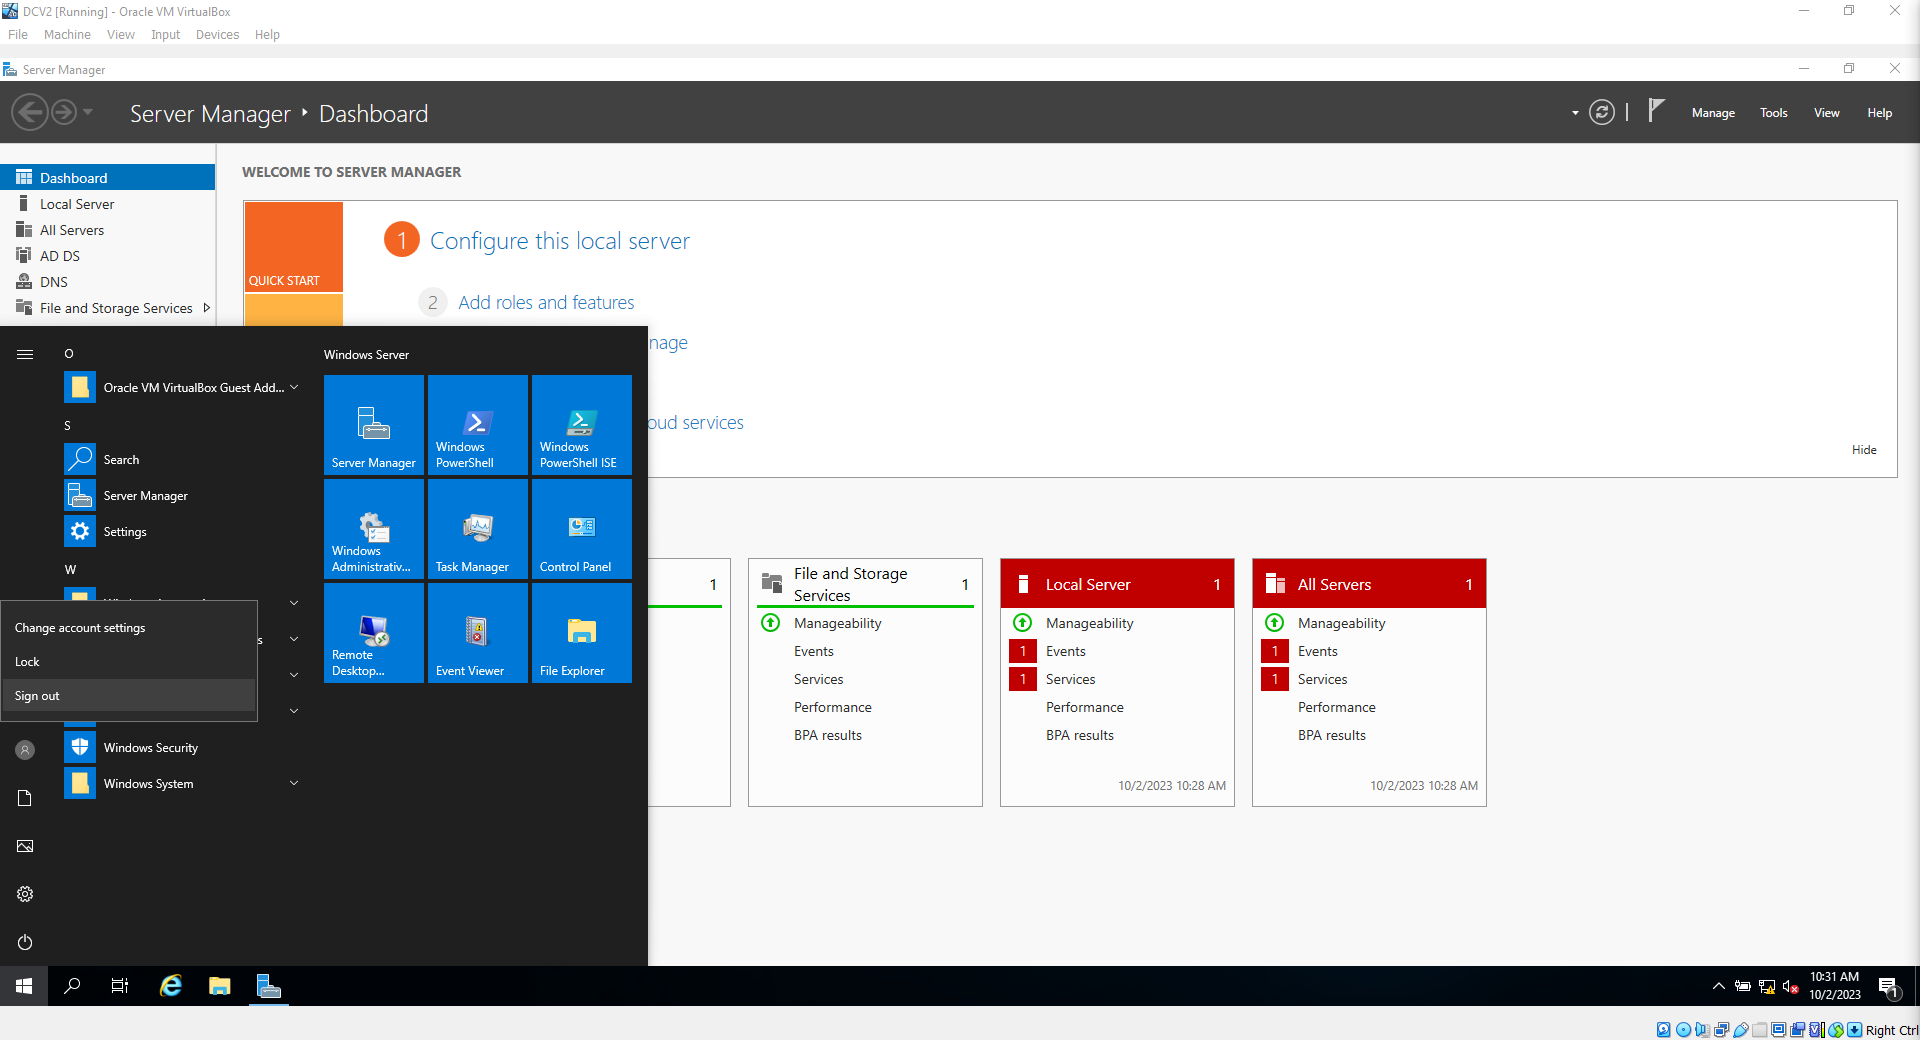 DCV2 [Running] - Oracle VM VirtualBox
File Machine View Input Devices Help
Server Manager
Server Manager ‣ Dashboard
Manage Tools View Help
Dashboard
Local Server
All Servers
AD DS
DNS
File and Storage Services
WELCOME TO SERVER MANAGER
QUICK START
1 Configure this local server
2 Add roles and features
nage
oud services
Hide
O
Oracle VM VirtualBox Guest Add...
S
Search
Server Manager
Settings
W
s
Change account settings
Lock
Sign out
Windows Security
Windows System
Windows Server
Server Manager
Windows
PowerShell
Windows
PowerShell ISE
Windows
Administrativ...
Task Manager
Control Panel
Remote
Desktop...
Event Viewer
File Explorer
1
File and Storage
Services
1
Manageability
Events
Services
Performance
BPA results
Local Server 1
Manageability
1 Events
1 Services
Performance
BPA results
10/2/2023 10:28 AM
All Servers 1
Manageability
1 Events
1 Services
Performance
BPA results
10/2/2023 10:28 AM
10:31 AM
10/2/2023
1
Right Ctrl